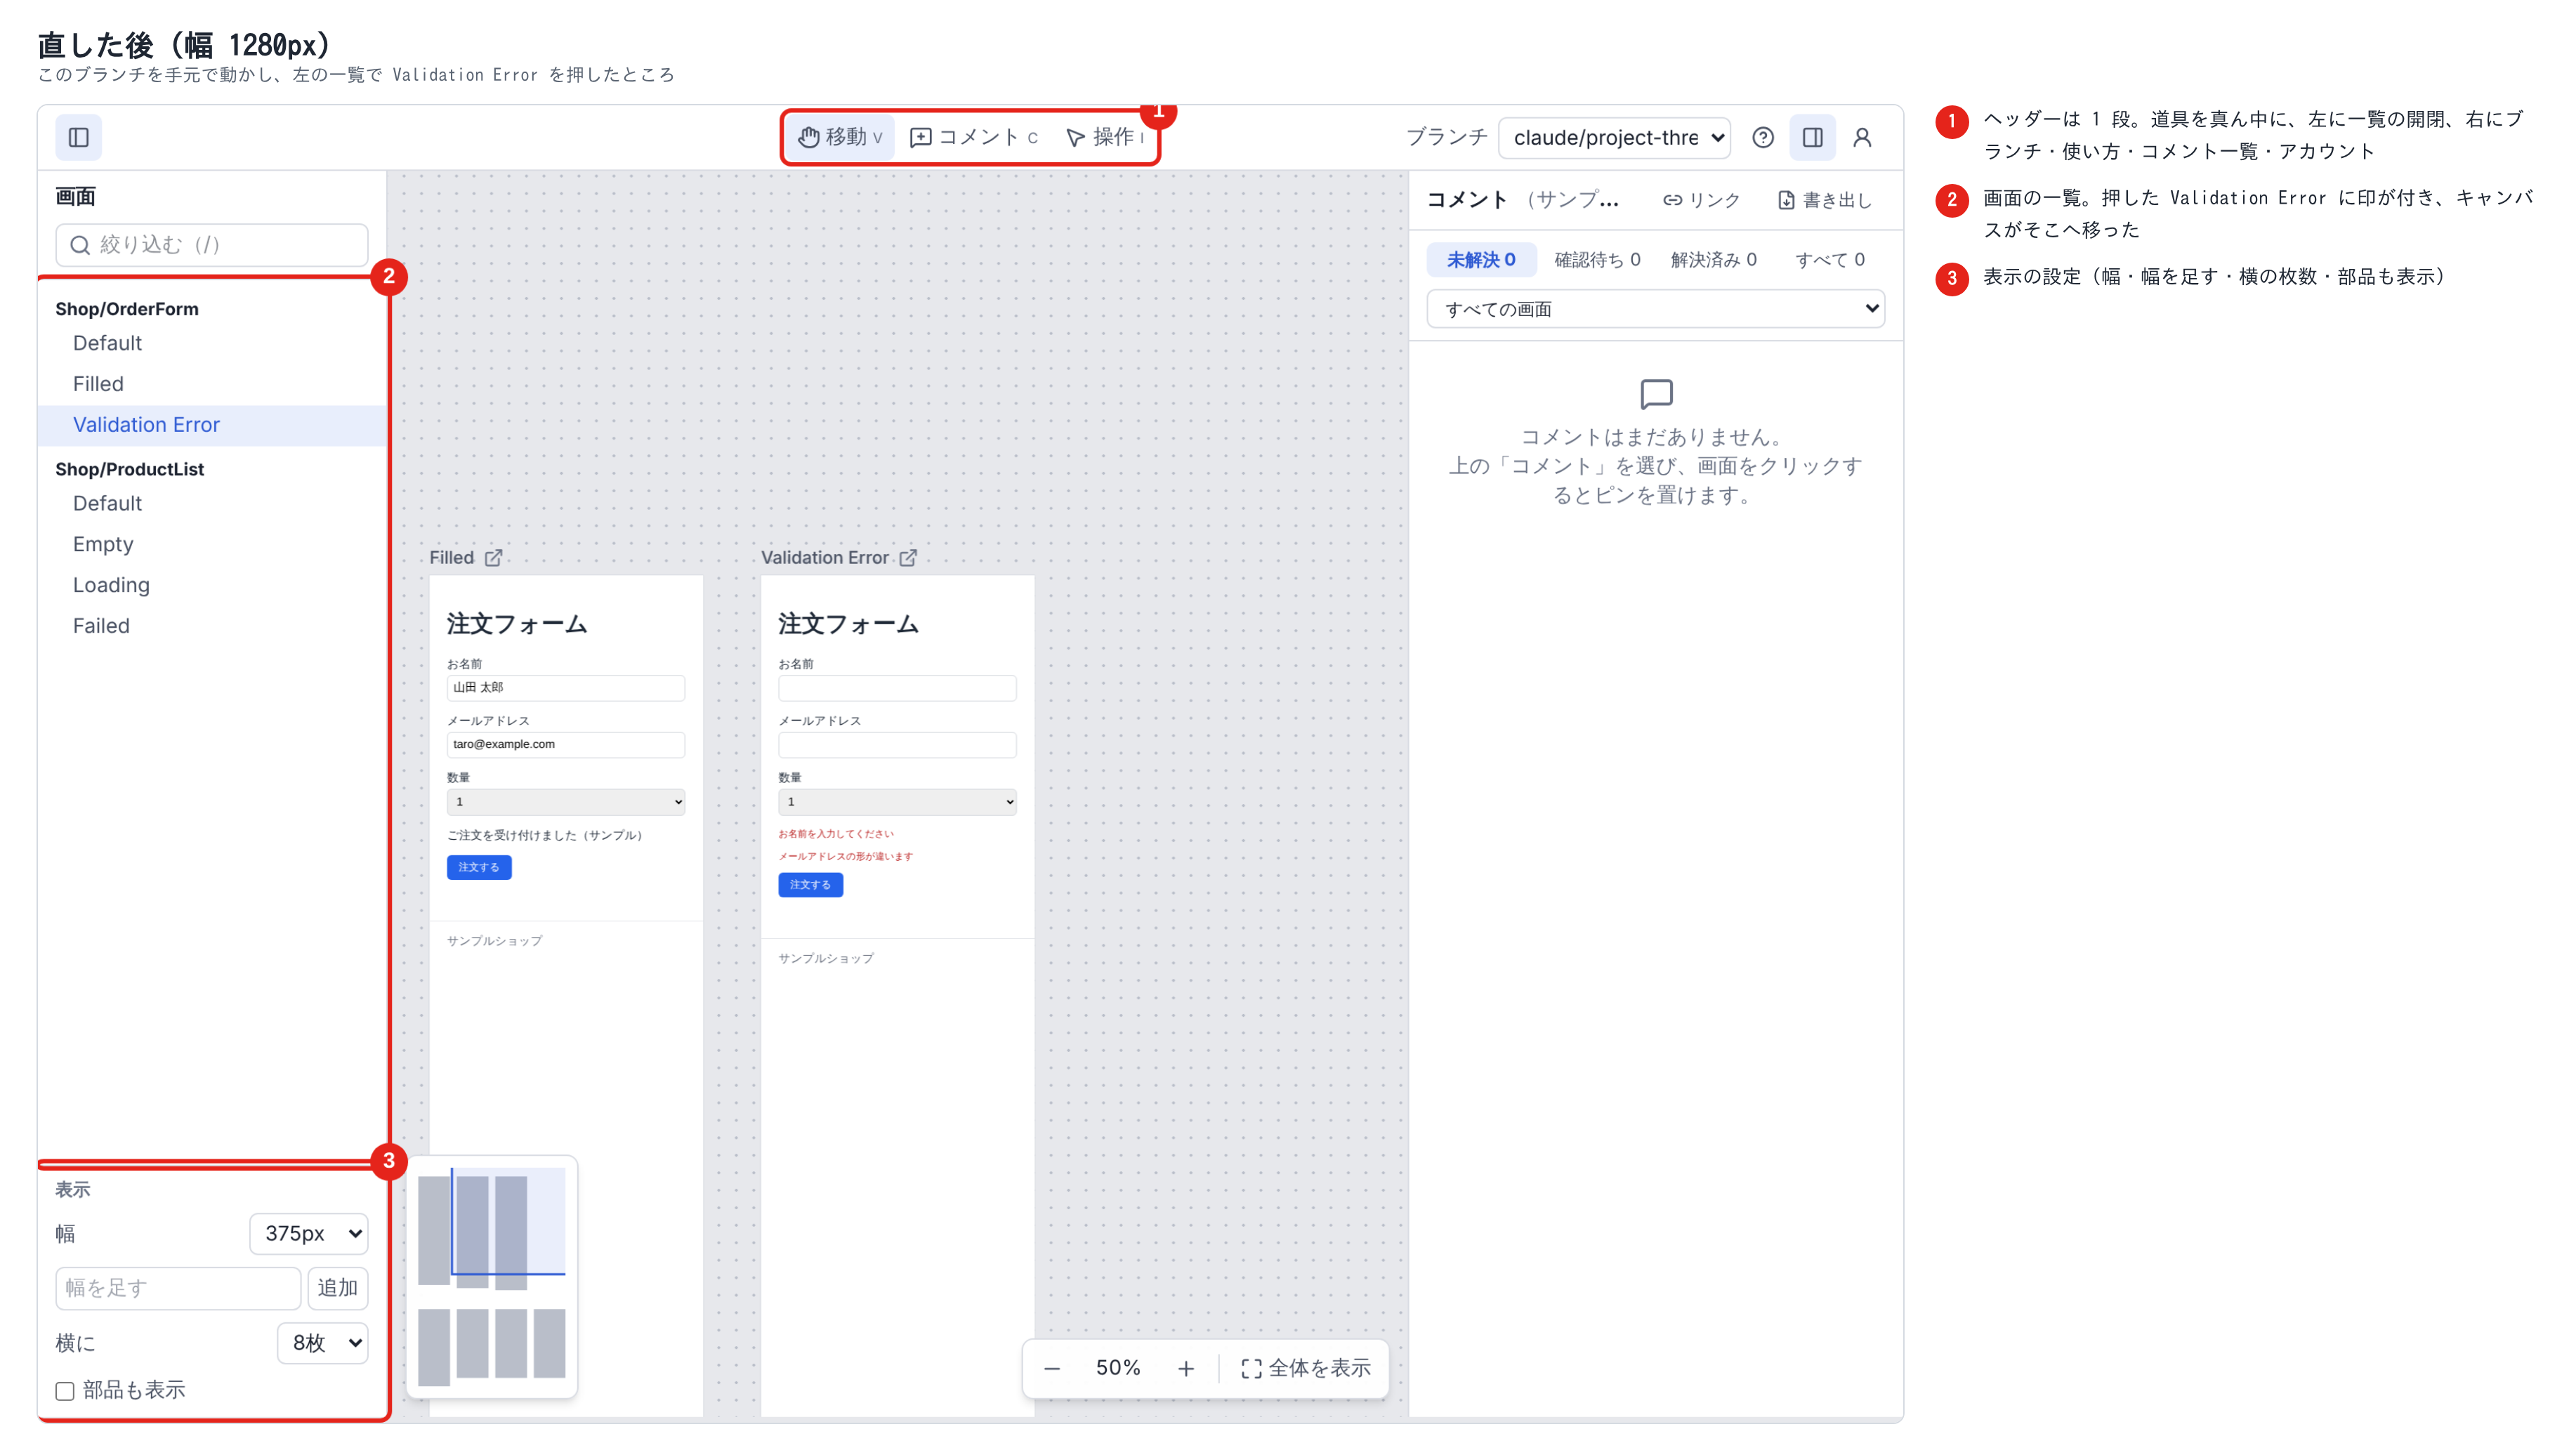 直した後（幅 1280px）
このブランチを手元で動かし、左の一覧で Validation Error を押したところ
移動 V
コメント C
操作 I
1
ブランチ
claude/project-thre
画面
絞り込む（/）
2
Shop/OrderForm
Default
Filled
Validation Error
Shop/ProductList
Default
Empty
Loading
Failed
3
表示
幅
375px
幅を足す
追加
横に
8枚
部品も表示
Filled
注文フォーム
お名前
山田 太郎
メールアドレス
taro@example.com
数量
1
ご注文を受け付けました（サンプル）
注文する
サンプルショップ
Validation Error
注文フォーム
お名前
メールアドレス
数量
1
お名前を入力してください
メールアドレスの形が違います
注文する
サンプルショップ
50%
全体を表示
コメント
（サンプ...
リンク
書き出し
未解決 0
確認待ち 0
解決済み 0
すべて 0
すべての画面
コメントはまだありません。
上の「コメント」を選び、画面をクリックす
るとピンを置けます。
1
ヘッダーは 1 段。道具を真ん中に、左に一覧の開閉、右にブ
ランチ・使い方・コメント一覧・アカウント
2
画面の一覧。押した Validation Error に印が付き、キャンバ
スがそこへ移った
3
表示の設定（幅・幅を足す・横の枚数・部品も表示）